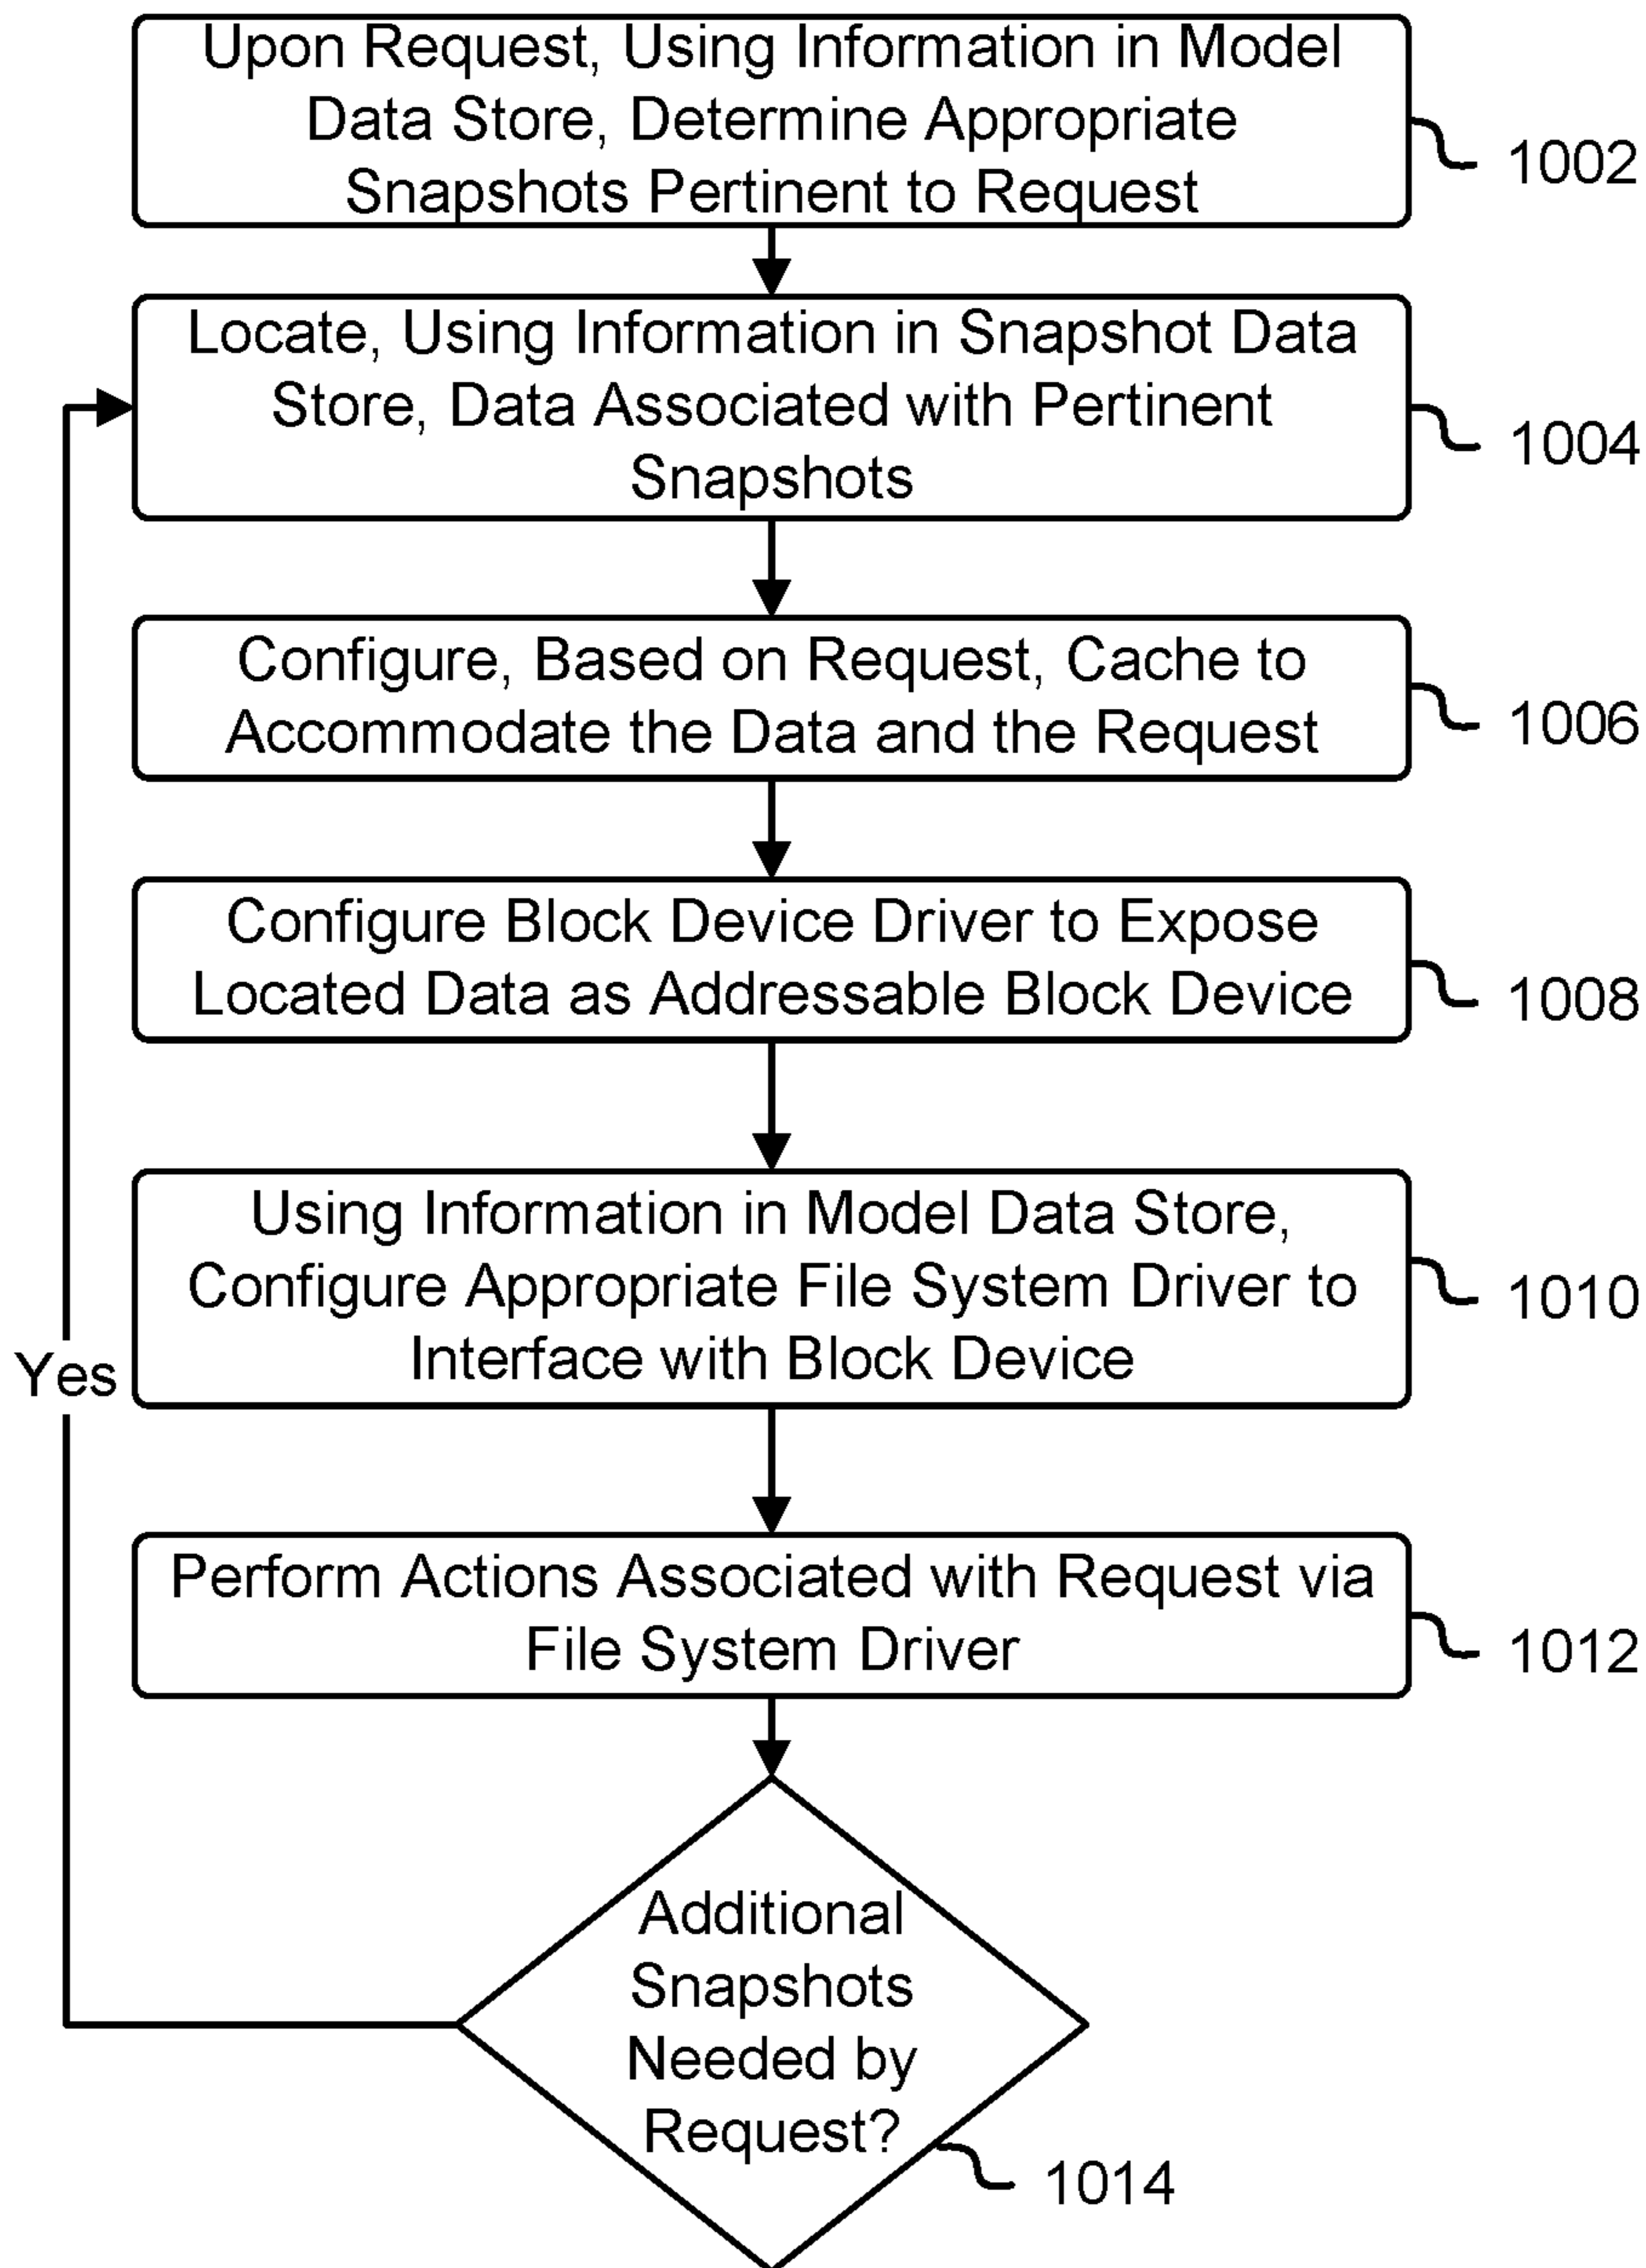 Upon Request, Using Information in Model
Data Store, Determine Appropriate
Snapshots Pertinent to Request
1002
Locate, Using Information in Snapshot Data
Store, Data Associated with Pertinent
Snapshots
1004
Configure, Based on Request, Cache to
Accommodate the Data and the Request
1006
Configure Block Device Driver to Expose
Located Data as Addressable Block Device
1008
Using Information in Model Data Store,
Configure Appropriate File System Driver to
Interface with Block Device
1010
Yes
Perform Actions Associated with Request via
File System Driver
1012
Additional
Snapshots
Needed by
Request?
1014